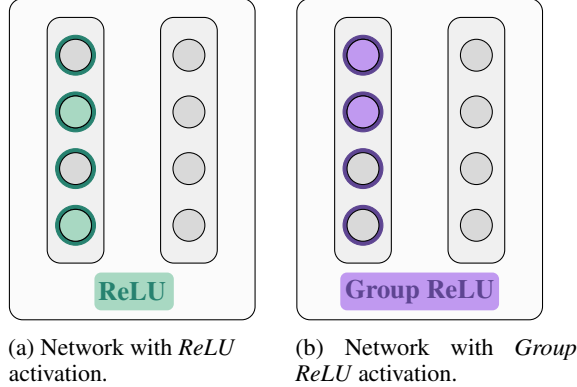 ReLU
Group ReLU
(a) Network with ReLU
activation.
(b) Network with Group
ReLU activation.